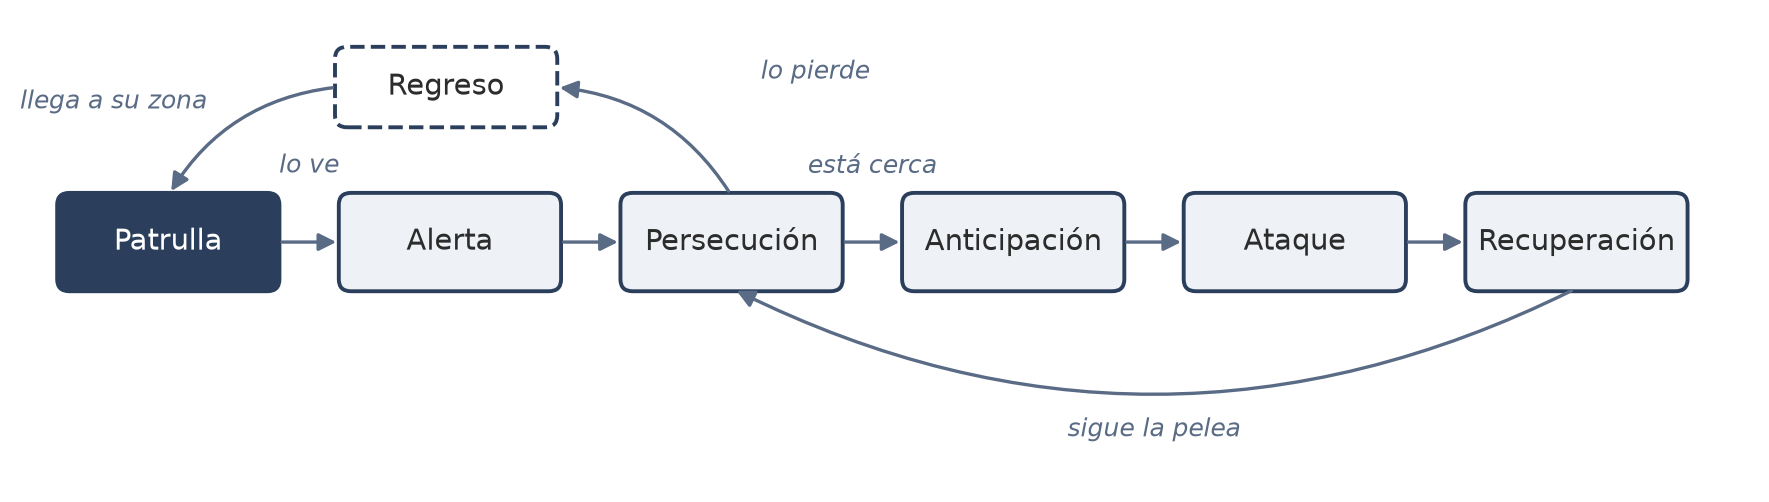 Regreso
lo pierde
llega a su zona
lo ve
está cerca
Patrulla
Alerta
Persecución
Anticipación
Ataque
Recuperación
sigue la pelea